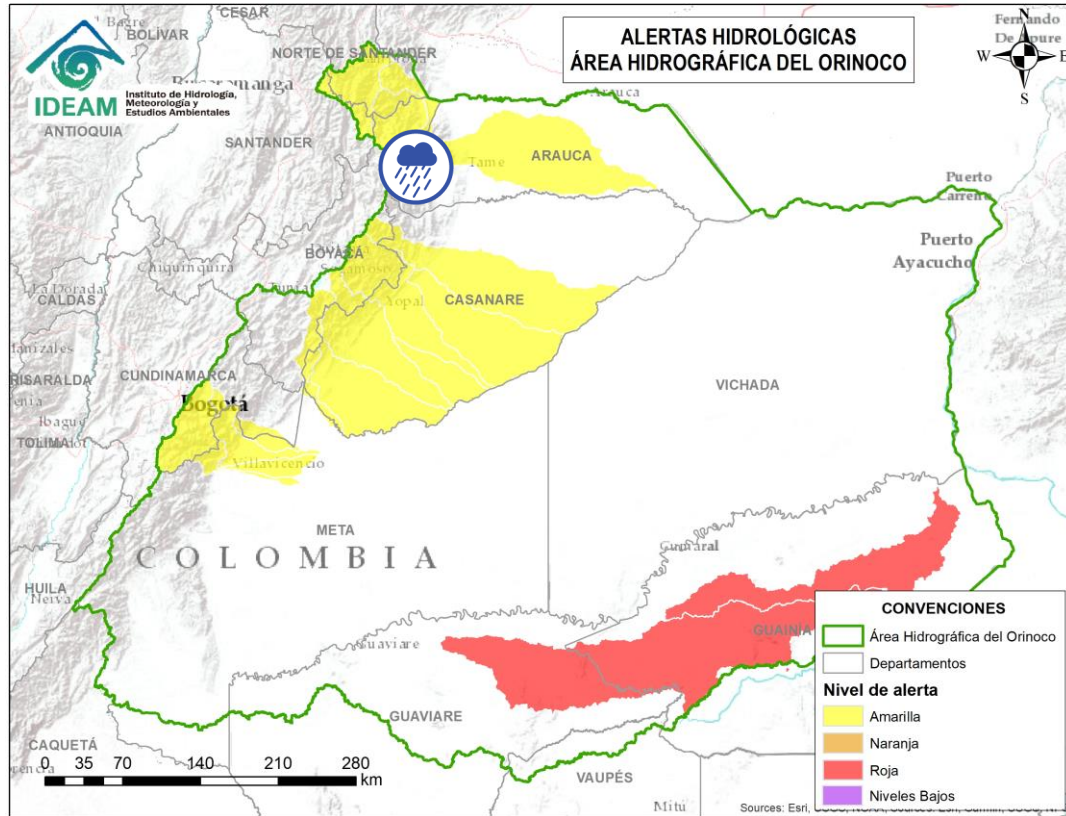 ALERTAS HIDROLÓGICAS
ÁREA HIDROGRÁFICA DEL ORINOCO
IDEAM
Instituto de Hidrología,
Meteorología y
Estudios Ambientales
CESAR
BOLÍVAR
NORTE DE SANTANDER
ANTIOQUIA
SANTANDER
Arauca
N
W
E
S
ARAUCA
Tame
Puerto
Carreño
Puerto
Ayacucho
BOYACÁ
Chiquinquirá
La Dorada
CALDAS
Tunja
Yopal
CASANARE
VICHADA
RISARALDA
CUNDINAMARCA
Bogotá
Ibagué
TOLIMA
Villavicencio
META
COLOMBIA
HUILA
Neiva
Guaviare
GUAINÍA
GUAVIARE
CAQUETÁ
VAUPÉS
Mitú
0 35 70 140 210 280
km
CONVENCIONES
Área Hidrográfica del Orinoco
Departamentos
Nivel de alerta
Amarilla
Naranja
Roja
Niveles Bajos
Sources: Esri,